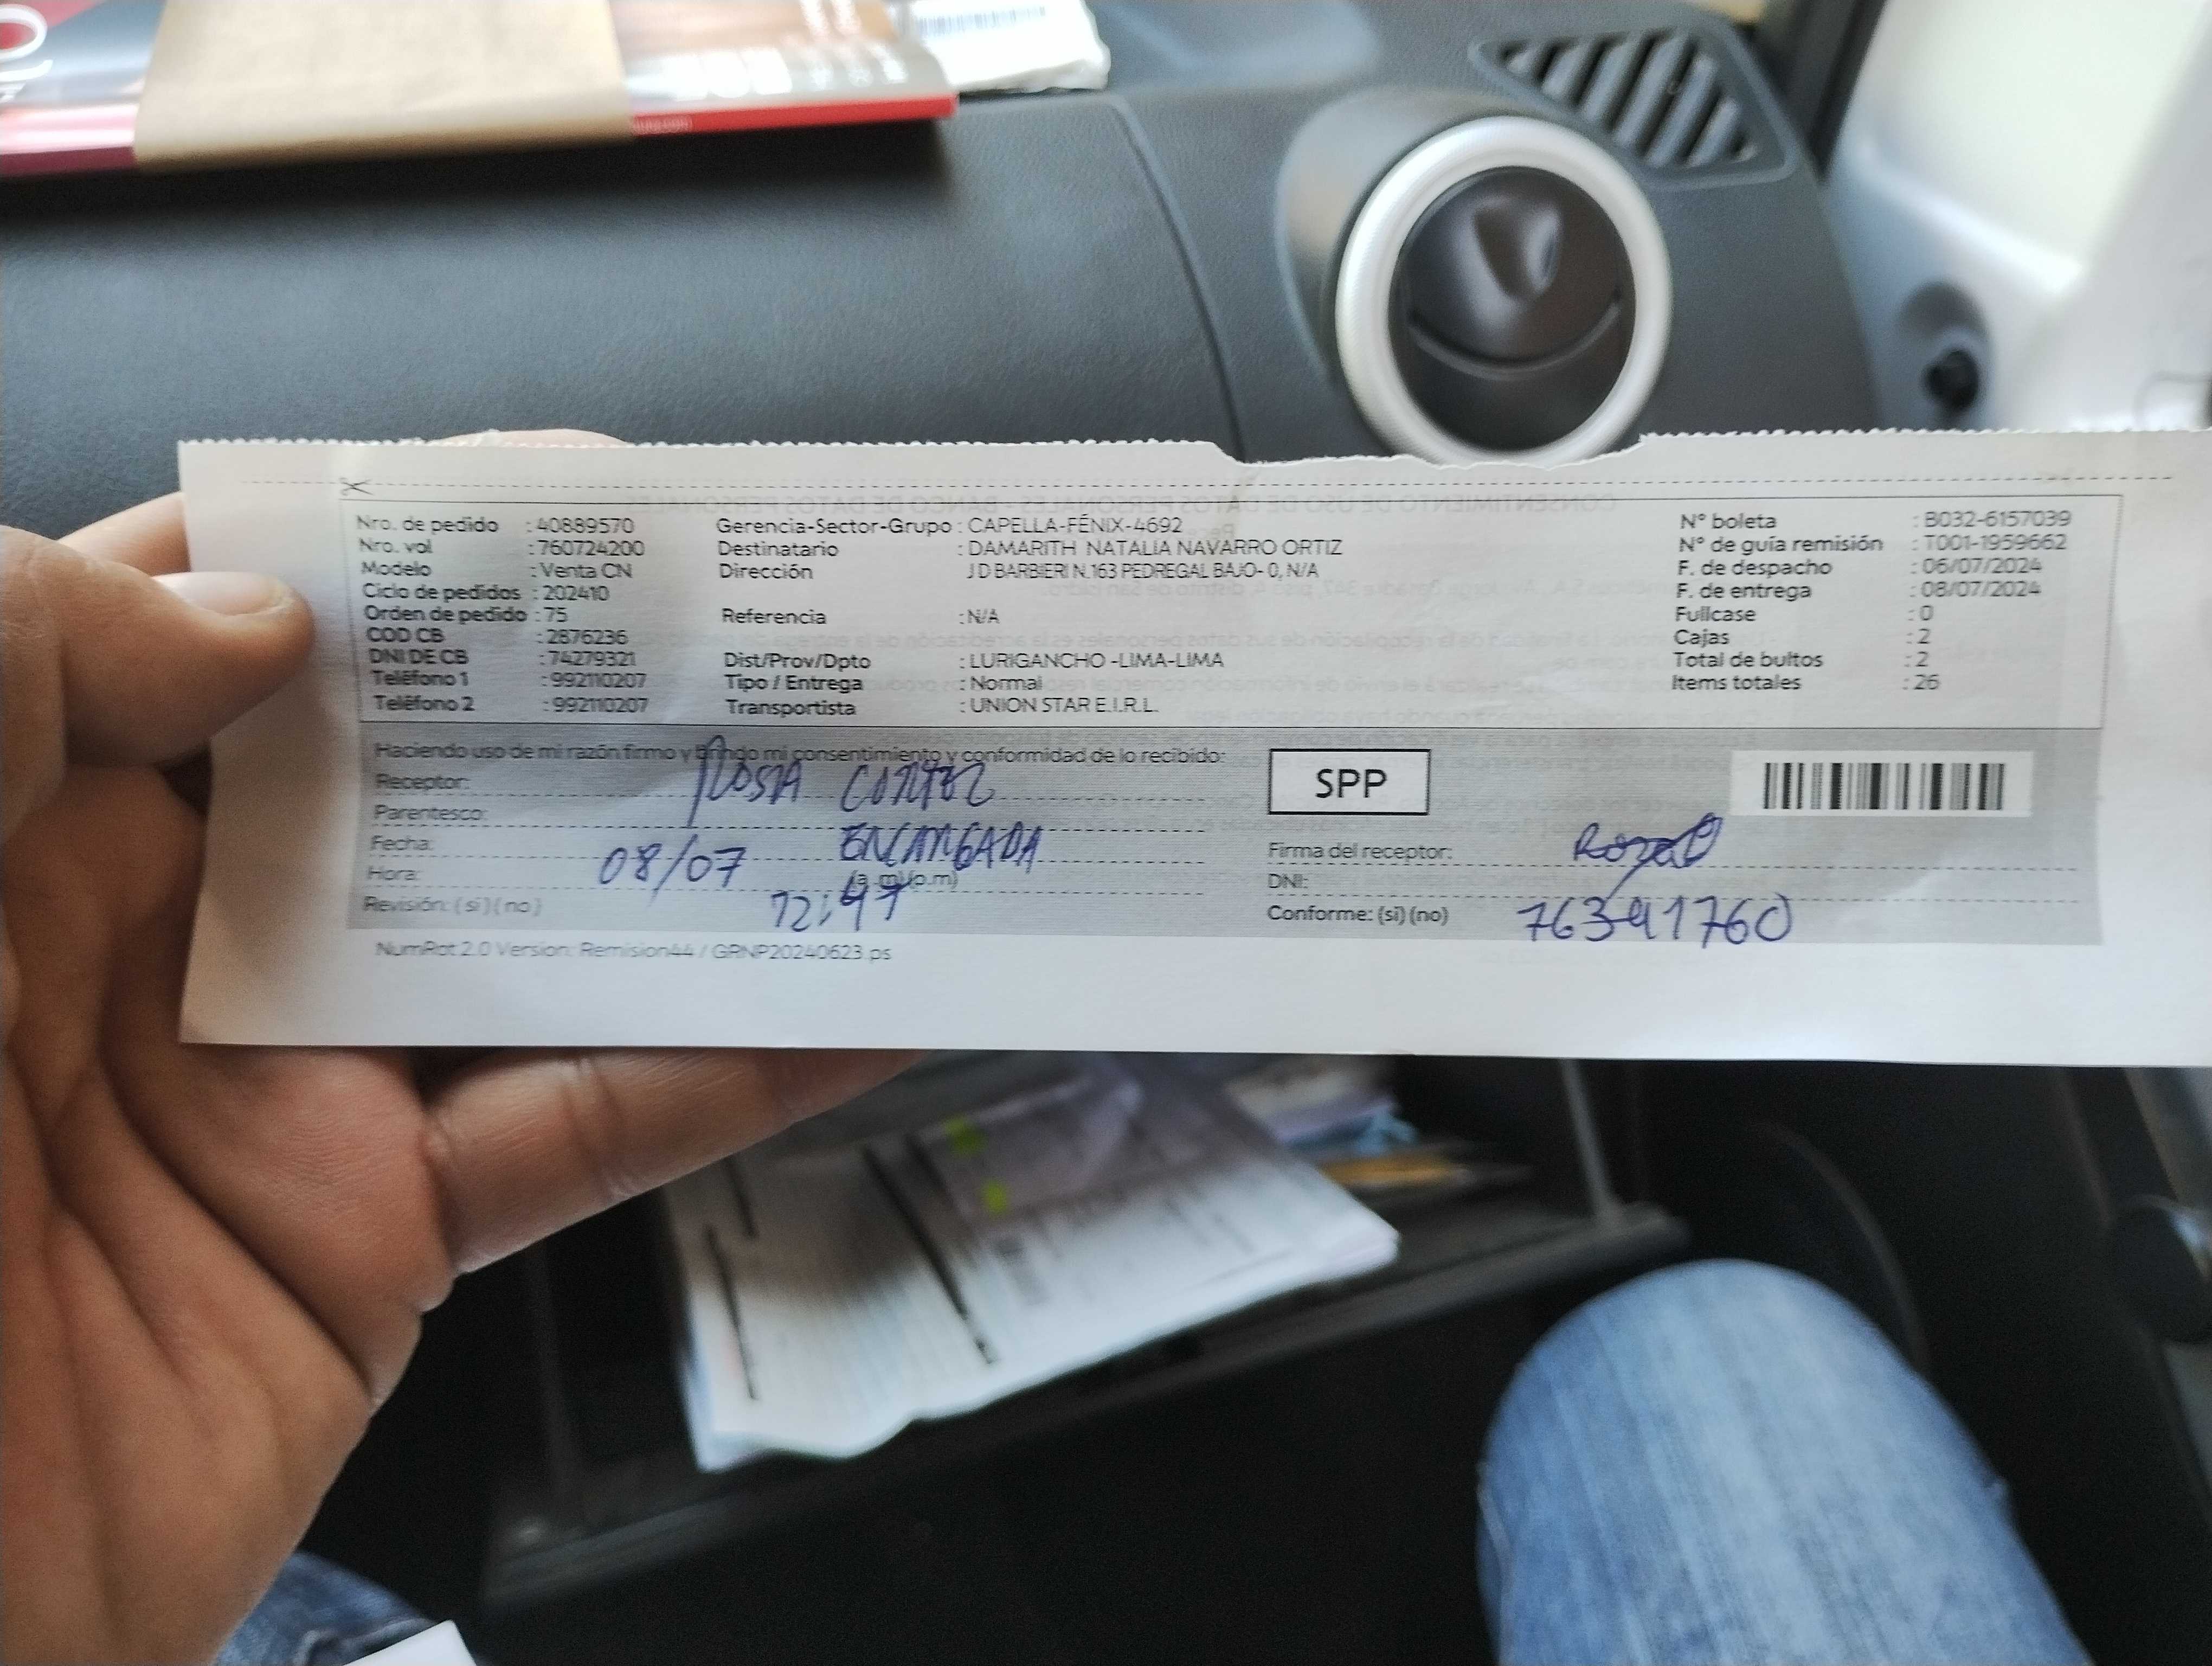 Nro. de pedido : 40889570 Gerencia-Sector-Grupo : CAPELLA-FÉNIX-4692 N° boleta : B032-6157039
Nro. vol : 760724200 Destinatario : DAMARITH NATALIA NAVARRO ORTIZ N° de guía remisión : T001-1959662
Modelo : Venta CN Dirección J D BARBIERI N.163 PEDREGAL BAJO- 0, N/A F. de despacho : 06/07/2024
Ciclo de pedidos : 202410 F. de entrega : 08/07/2024
Orden de pedido : 75 Referencia : N/A Fullcase : 0
COD CB : 2876236 Cajas : 2
DNI DE CB : 74279321 Dist/Prov/Dpto : LURIGANCHO -LIMA-LIMA Total de bultos : 2
Teléfono 1 : 992110207 Tipo / Entrega : Normal Items totales : 26
Teléfono 2 : 992110207 Transportista : UNION STAR E.I.R.L.
Haciendo uso de mi razón firmo y brindo mi consentimiento y conformidad de lo recibido:
SPP
Receptor: ROSA
Parentesco: ENCARGADA
Fecha: 08/07 Firma del receptor:
Hora: (a.m)/(p.m) 12:47 DNI: 76391760
Revisión: (si) (no) Conforme: (si) (no)
NumRot 2.0 Version: Remision44 / GRNP20240623.ps